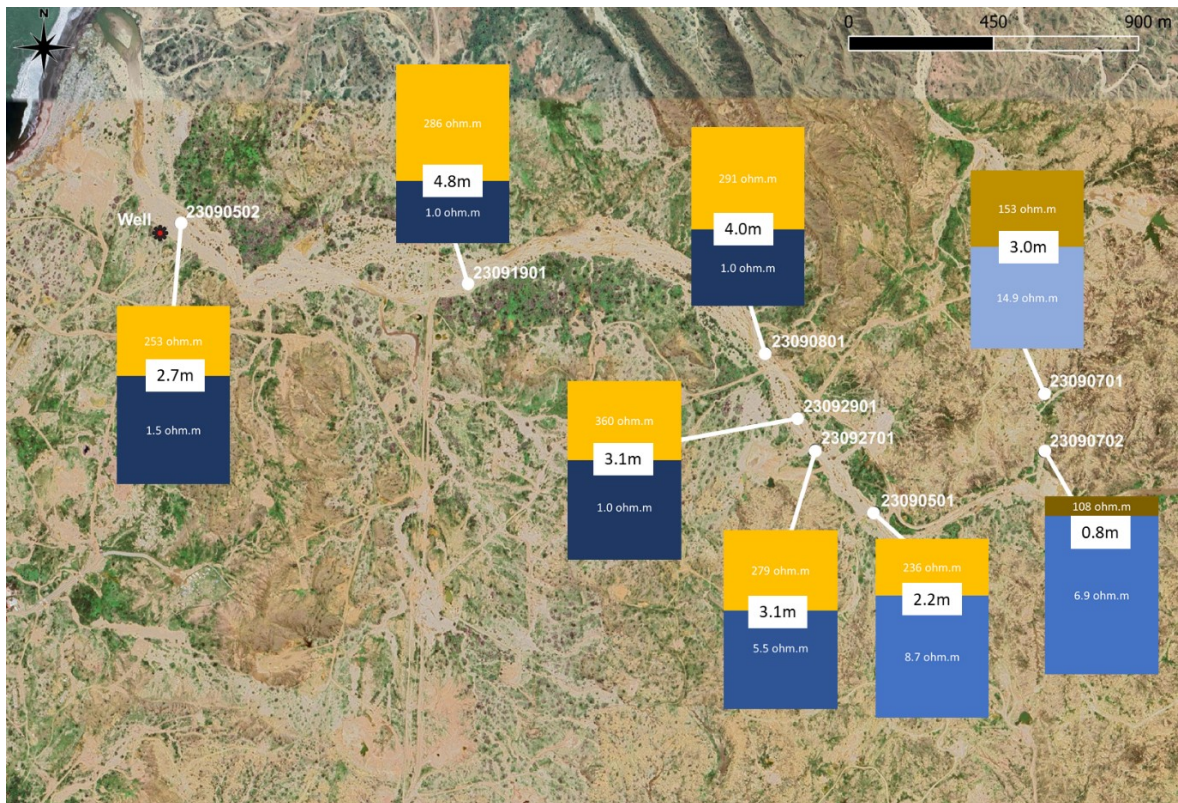 N
0 450 900 m
286 ohm.m
4.8m
1.0 ohm.m
23091901
291 ohm.m
4.0m
1.0 ohm.m
23090801
153 ohm.m
3.0m
14.9 ohm.m
23090701
Well
23090502
253 ohm.m
2.7m
1.5 ohm.m
360 ohm.m
3.1m
1.0 ohm.m
23092901
23092701
279 ohm.m
3.1m
5.5 ohm.m
23090501
236 ohm.m
2.2m
8.7 ohm.m
23090702
108 ohm.m
0.8m
6.9 ohm.m